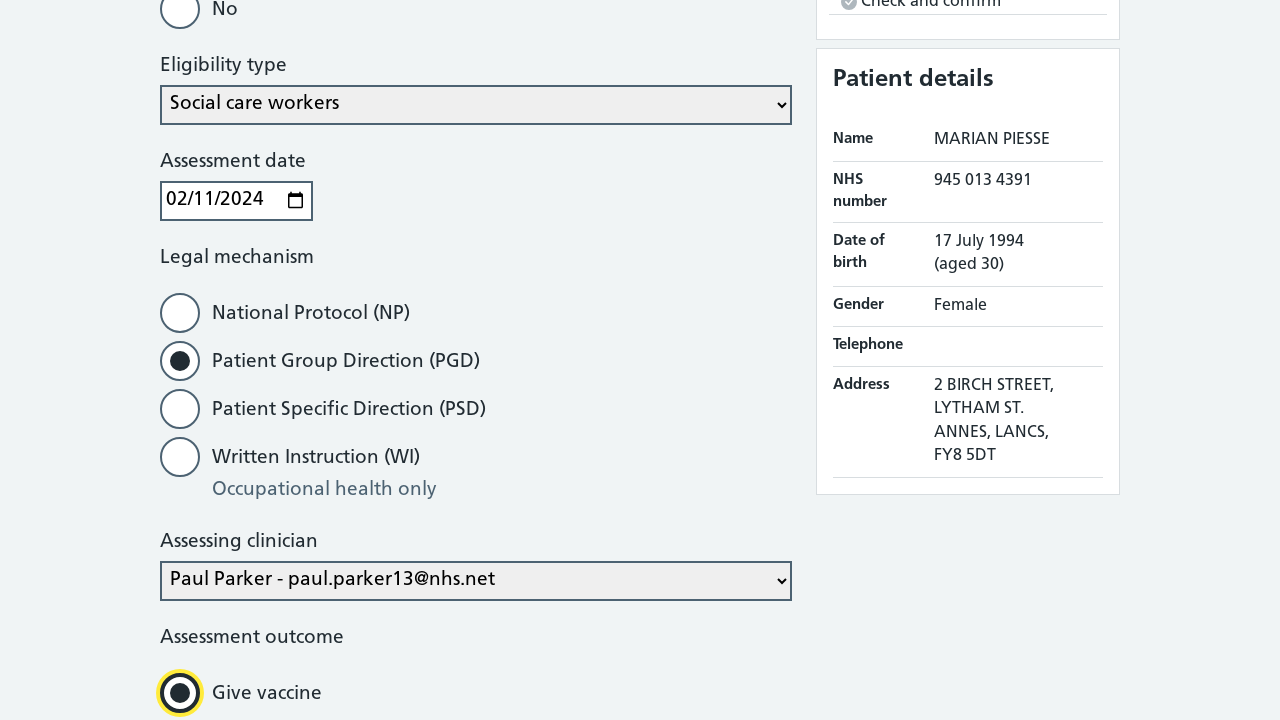 No
Eligibility type
Social care workers
Assessment date
02/11/2024
Legal mechanism
National Protocol (NP)
Patient Group Direction (PGD)
Patient Specific Direction (PSD)
Written Instruction (WI)
Occupational health only
Assessing clinician
Paul Parker - paul.parker13@nhs.net
Assessment outcome
Give vaccine
Check and confirm
Patient details
Name MARIAN PIESSE
NHS number 945 013 4391
Date of birth 17 July 1994 (aged 30)
Gender Female
Telephone
Address 2 BIRCH STREET,
LYTHAM ST.
ANNES, LANCS,
FY8 5DT